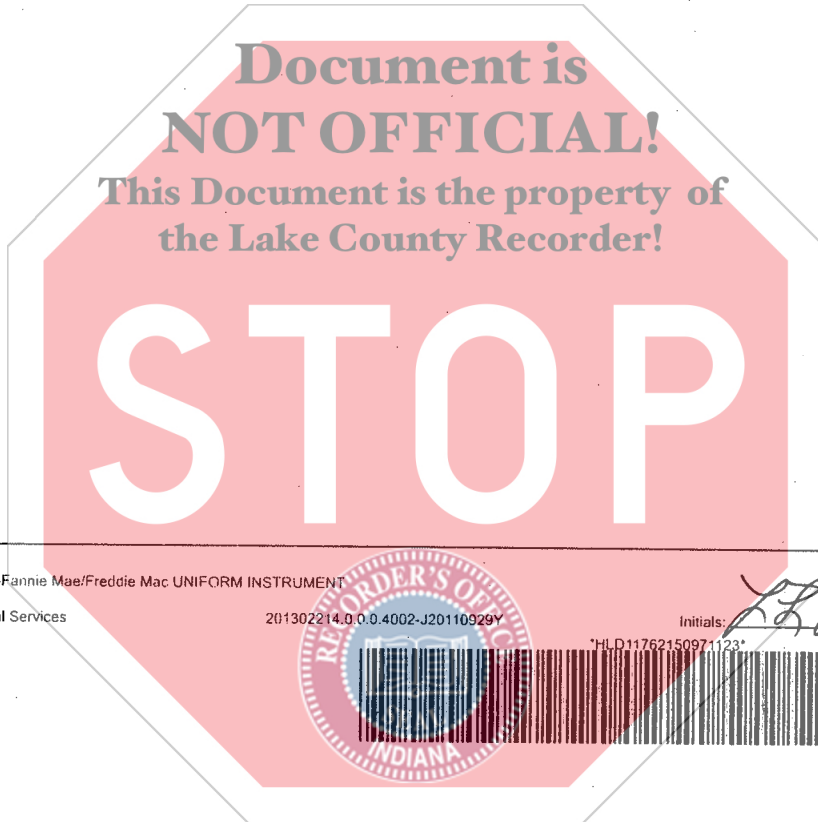 Document is
NOT OFFICIAL!
This Document is the property of
the Lake County Recorder!
STOP
Fannie Mae/Freddie Mac UNIFORM INSTRUMENT
Services
201302214.0.0.0.4002-J20110929Y
Initials:
*HLD11762150971123*
RECORDER'S OFFICE
SEAL
INDIANA